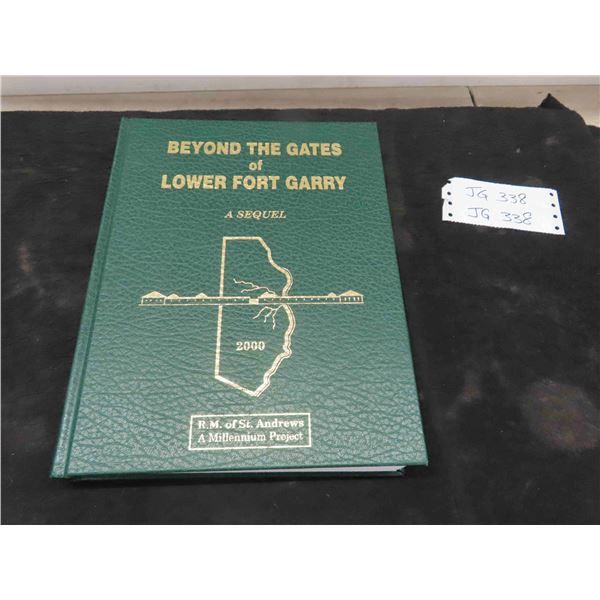 BEYOND THE GATES
of
LOWER FORT GARRY
A SEQUEL
2000
R.M. of St. Andrews
A Millennium Project
JG 338
JG 338